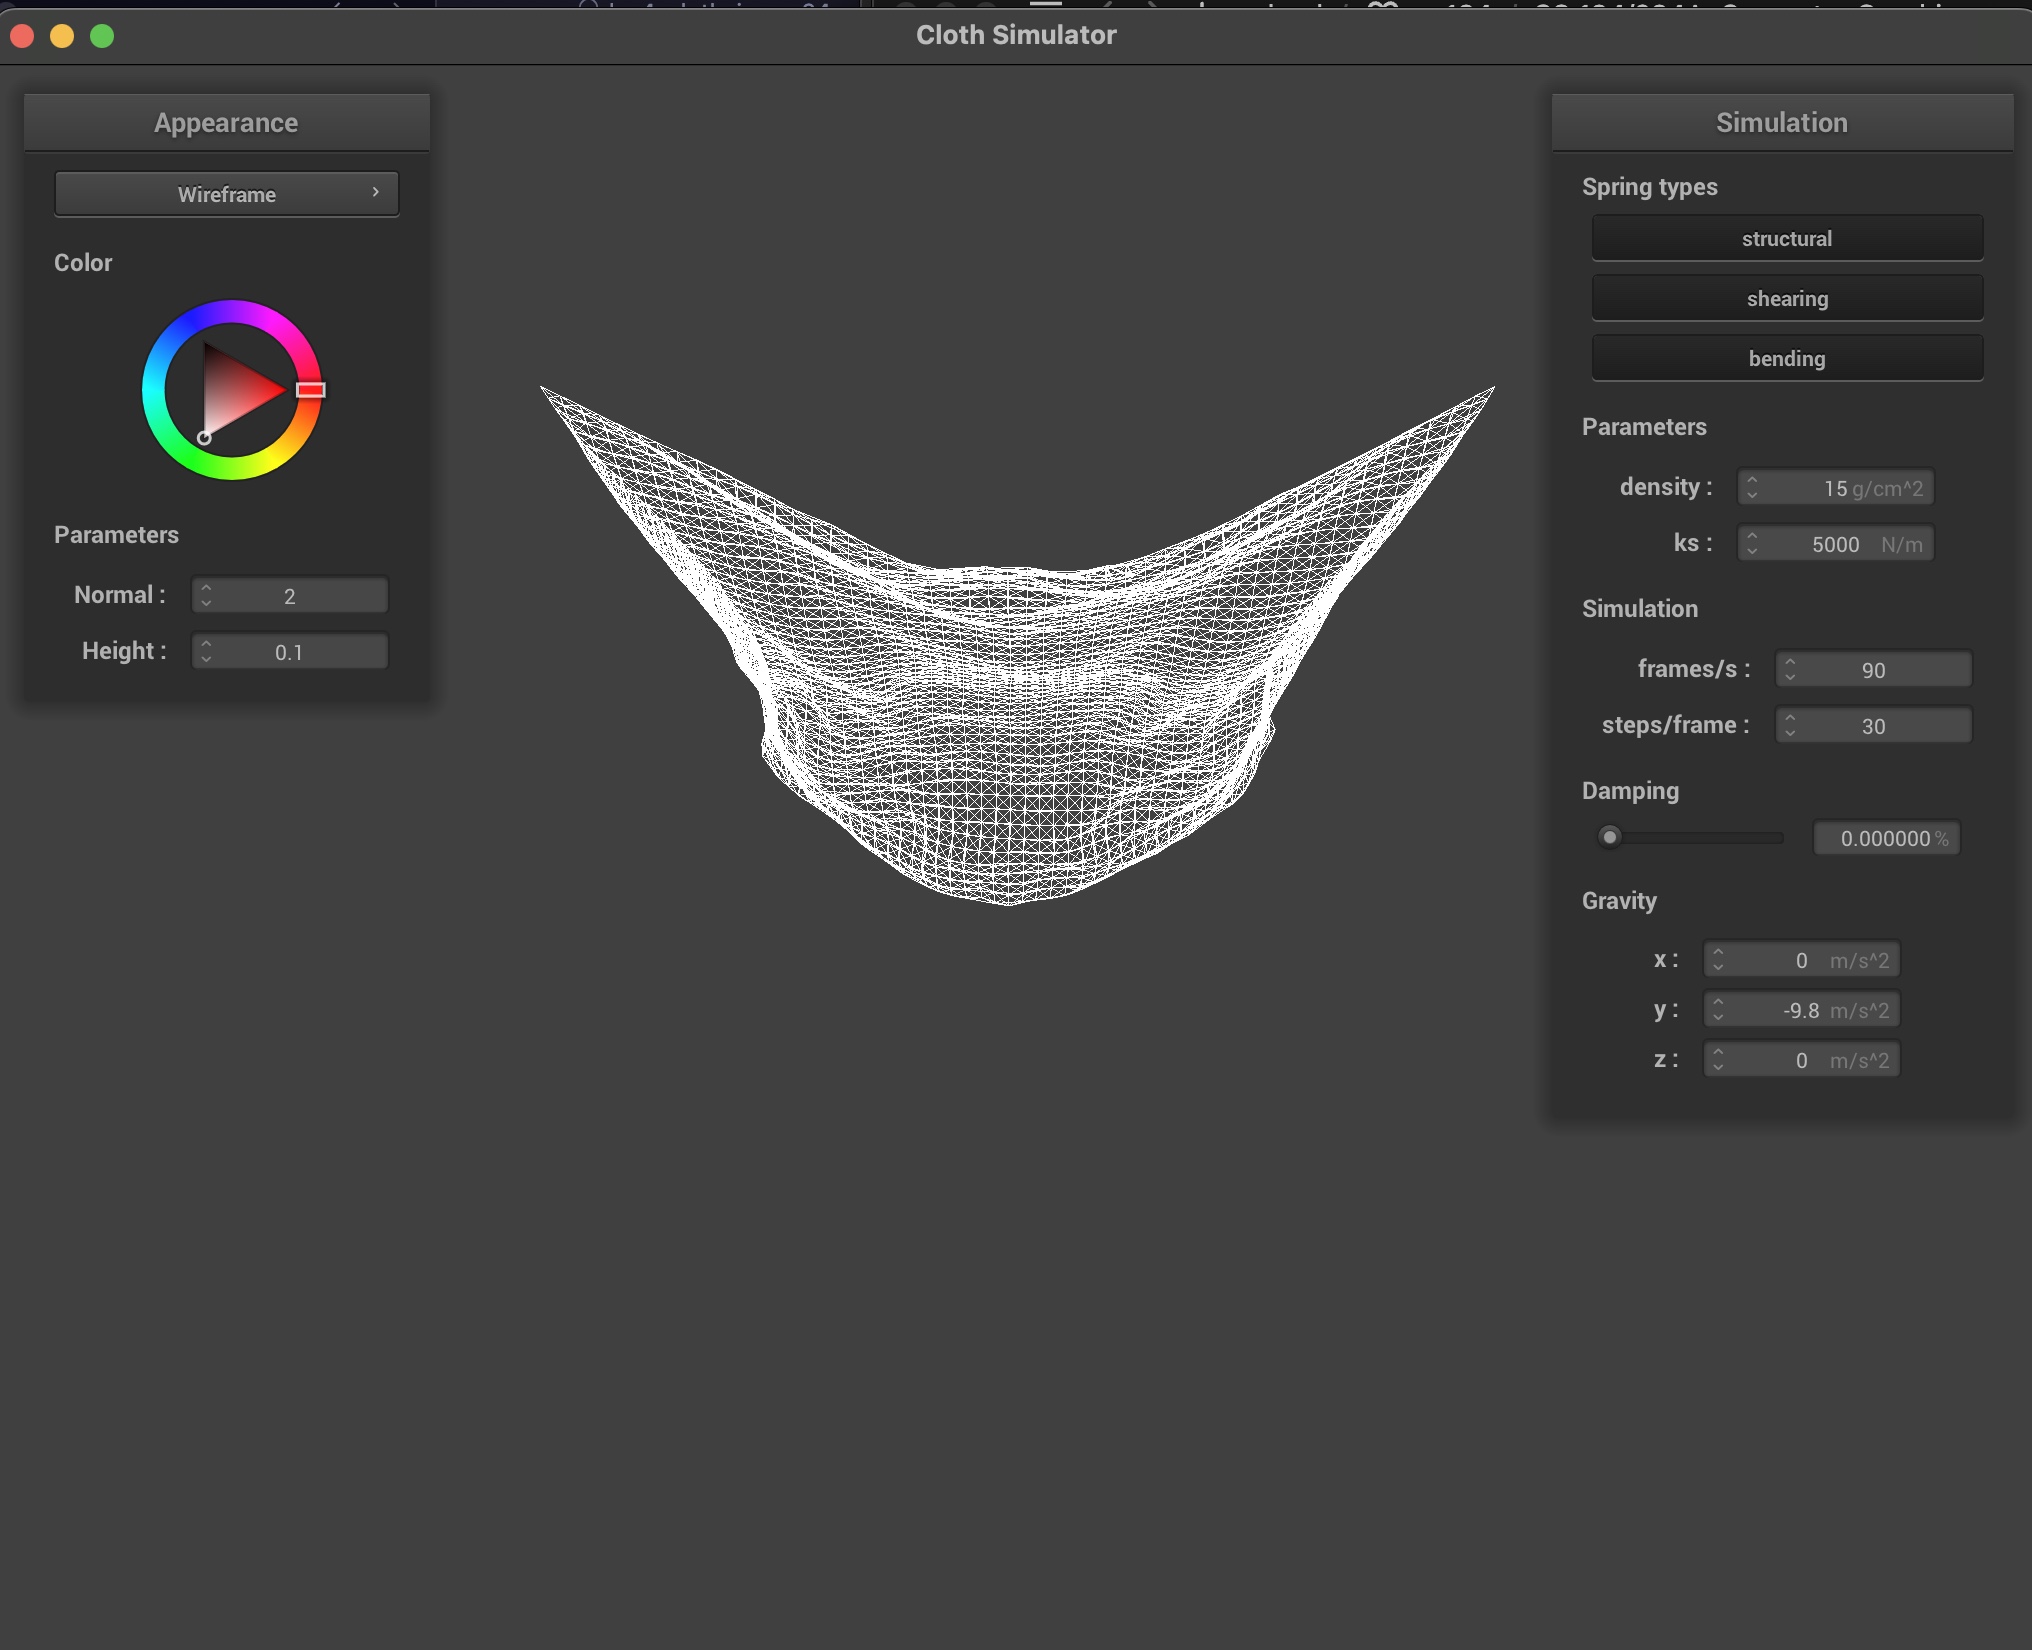 Cloth Simulator
Appearance
Wireframe
Color
Parameters
Normal :
2
Height :
0.1
Simulation
Spring types
structural
shearing
bending
Parameters
density :
15 g/cm^2
ks :
5000 N/m
Simulation
frames/s :
90
steps/frame :
30
Damping
0.000000 %
Gravity
x :
0 m/s^2
y :
-9.8 m/s^2
z :
0 m/s^2